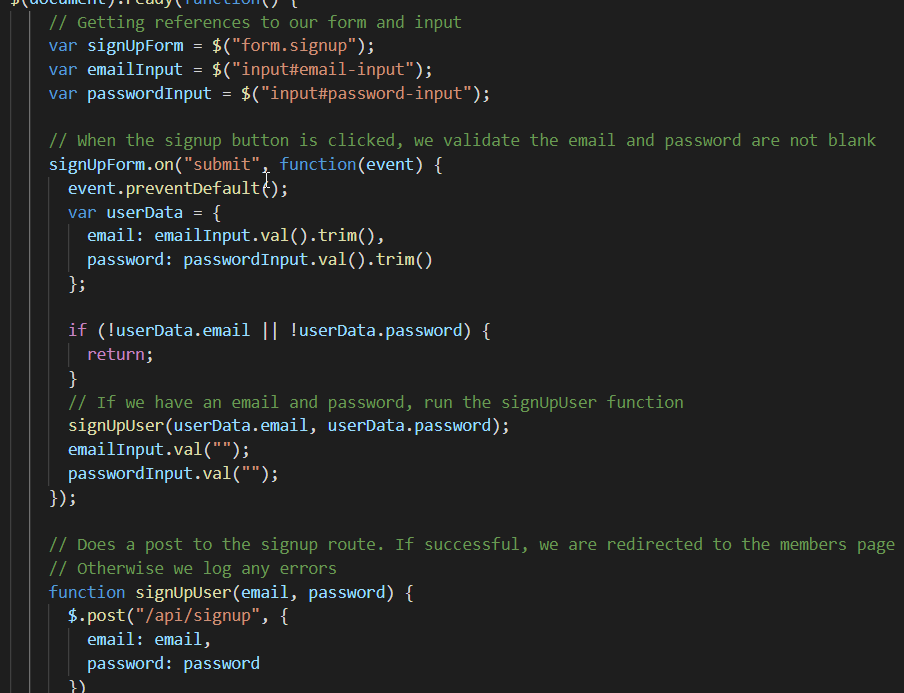 $(document).ready(function() {
  // Getting references to our form and input
  var signUpForm = $("form.signup");
  var emailInput = $("input#email-input");
  var passwordInput = $("input#password-input");

  // When the signup button is clicked, we validate the email and password are not blank
  signUpForm.on("submit", function(event) {
    event.preventDefault();
    var userData = {
      email: emailInput.val().trim(),
      password: passwordInput.val().trim()
    };

    if (!userData.email || !userData.password) {
      return;
    }
    // If we have an email and password, run the signUpUser function
    signUpUser(userData.email, userData.password);
    emailInput.val("");
    passwordInput.val("");
  });

  // Does a post to the signup route. If successful, we are redirected to the members page
  // Otherwise we log any errors
  function signUpUser(email, password) {
    $.post("/api/signup", {
      email: email,
      password: password
    })